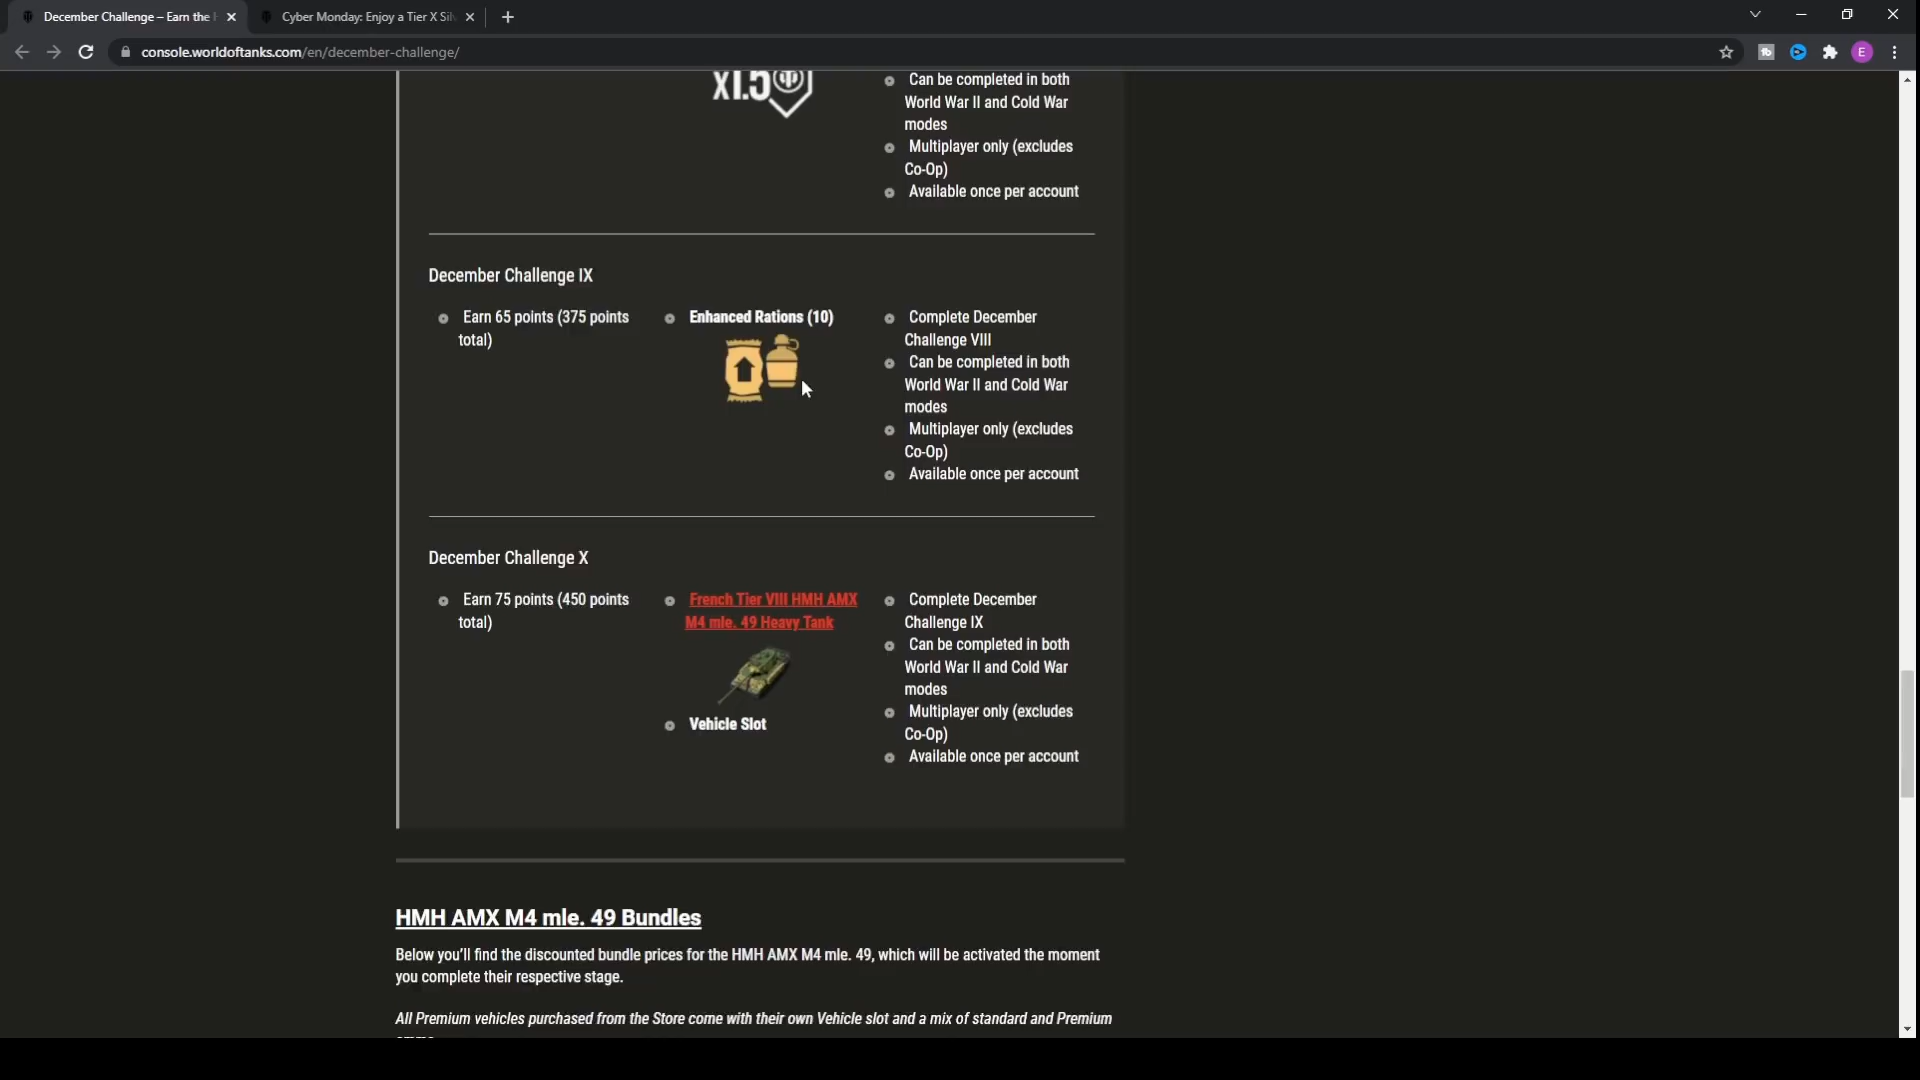 December Challenge – Earn the
Cyber Monday: Enjoy a Tier X Sil
console.worldoftanks.com/en/december-challenge/
E
x1.5
Can be completed in both
World War II and Cold War
modes
Multiplayer only (excludes
Co-Op)
Available once per account
December Challenge IX
Earn 65 points (375 points
total)
Enhanced Rations (10)
Complete December
Challenge VIII
Can be completed in both
World War II and Cold War
modes
Multiplayer only (excludes
Co-Op)
Available once per account
December Challenge X
Earn 75 points (450 points
total)
French Tier VIII HMH AMX
M4 mle. 49 Heavy Tank
Vehicle Slot
Complete December
Challenge IX
Can be completed in both
World War II and Cold War
modes
Multiplayer only (excludes
Co-Op)
Available once per account
HMH AMX M4 mle. 49 Bundles
Below you'll find the discounted bundle prices for the HMH AMX M4 mle. 49, which will be activated the moment
you complete their respective stage.
All Premium vehicles purchased from the Store come with their own Vehicle slot and a mix of standard and Premium